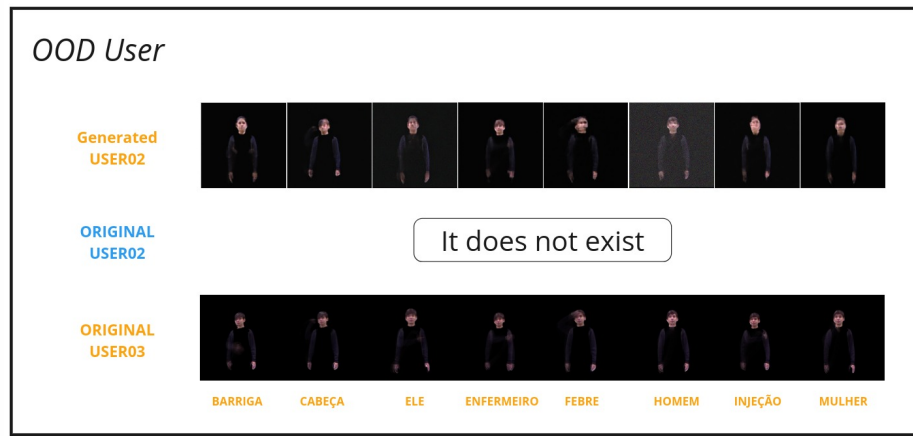 OOD User
Generated
USER02
ORIGINAL
USER02
It does not exist
ORIGINAL
USER03
BARRIGA CABEÇA ELE ENFERMEIRO FEBRE HOMEM INJEÇÃO MULHER